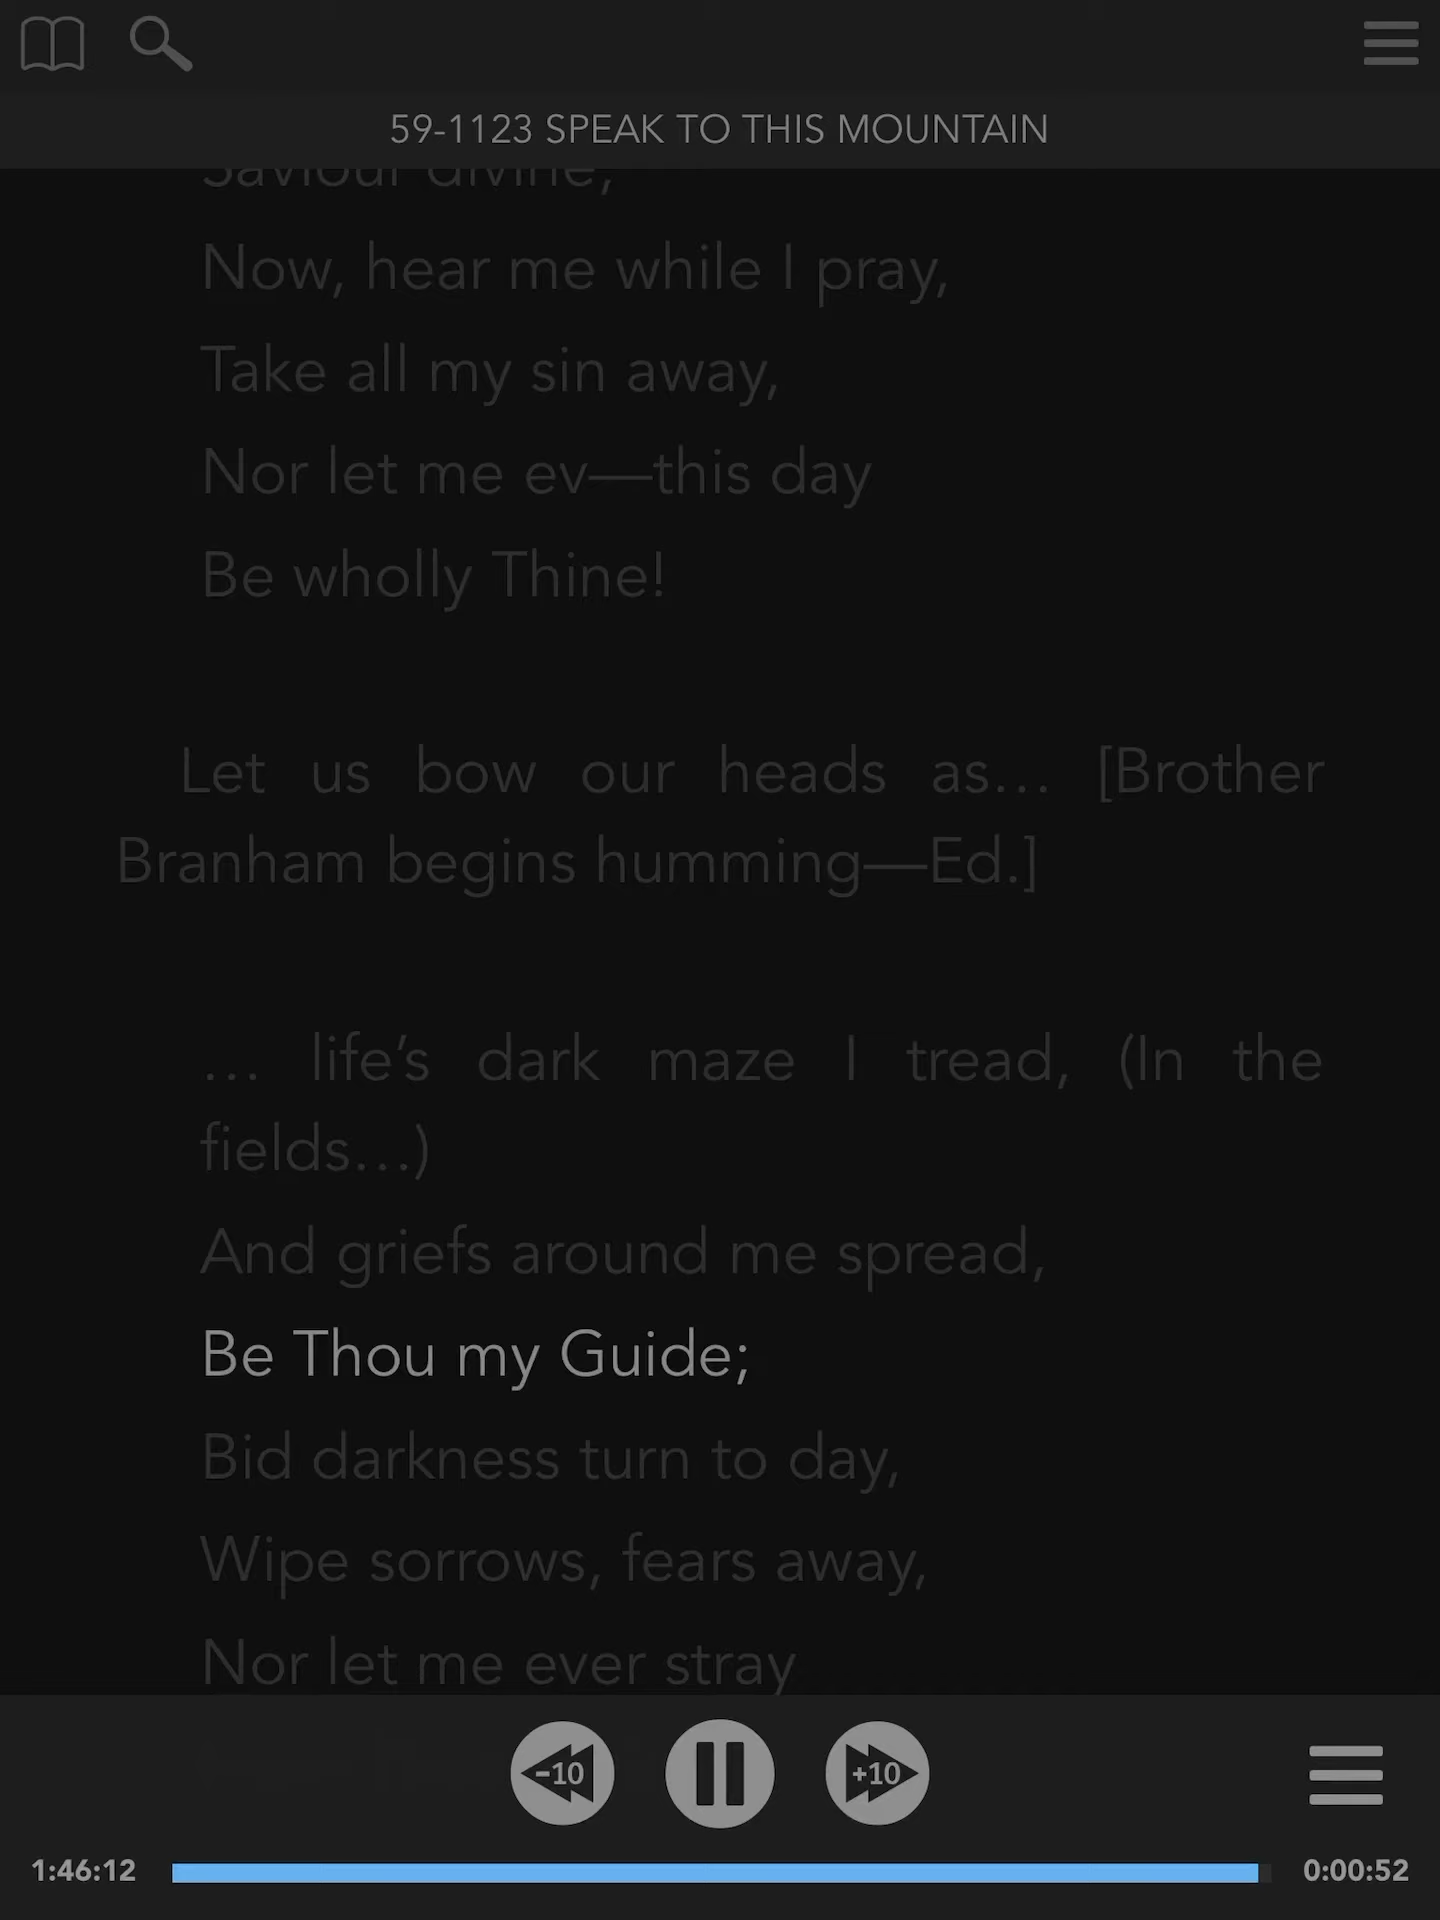 59-1123 SPEAK TO THIS MOUNTAIN
Saviour divine;
Now, hear me while I pray,
Take all my sin away,
Nor let me ev—this day
Be wholly Thine!
Let us bow our heads as… [Brother
Branham begins humming—Ed.]
… life’s dark maze I tread, (In the
fields…)
And griefs around me spread,
Be Thou my Guide;
Bid darkness turn to day,
Wipe sorrows, fears away,
Nor let me ever stray
-10 +10
1:46:12 0:00:52